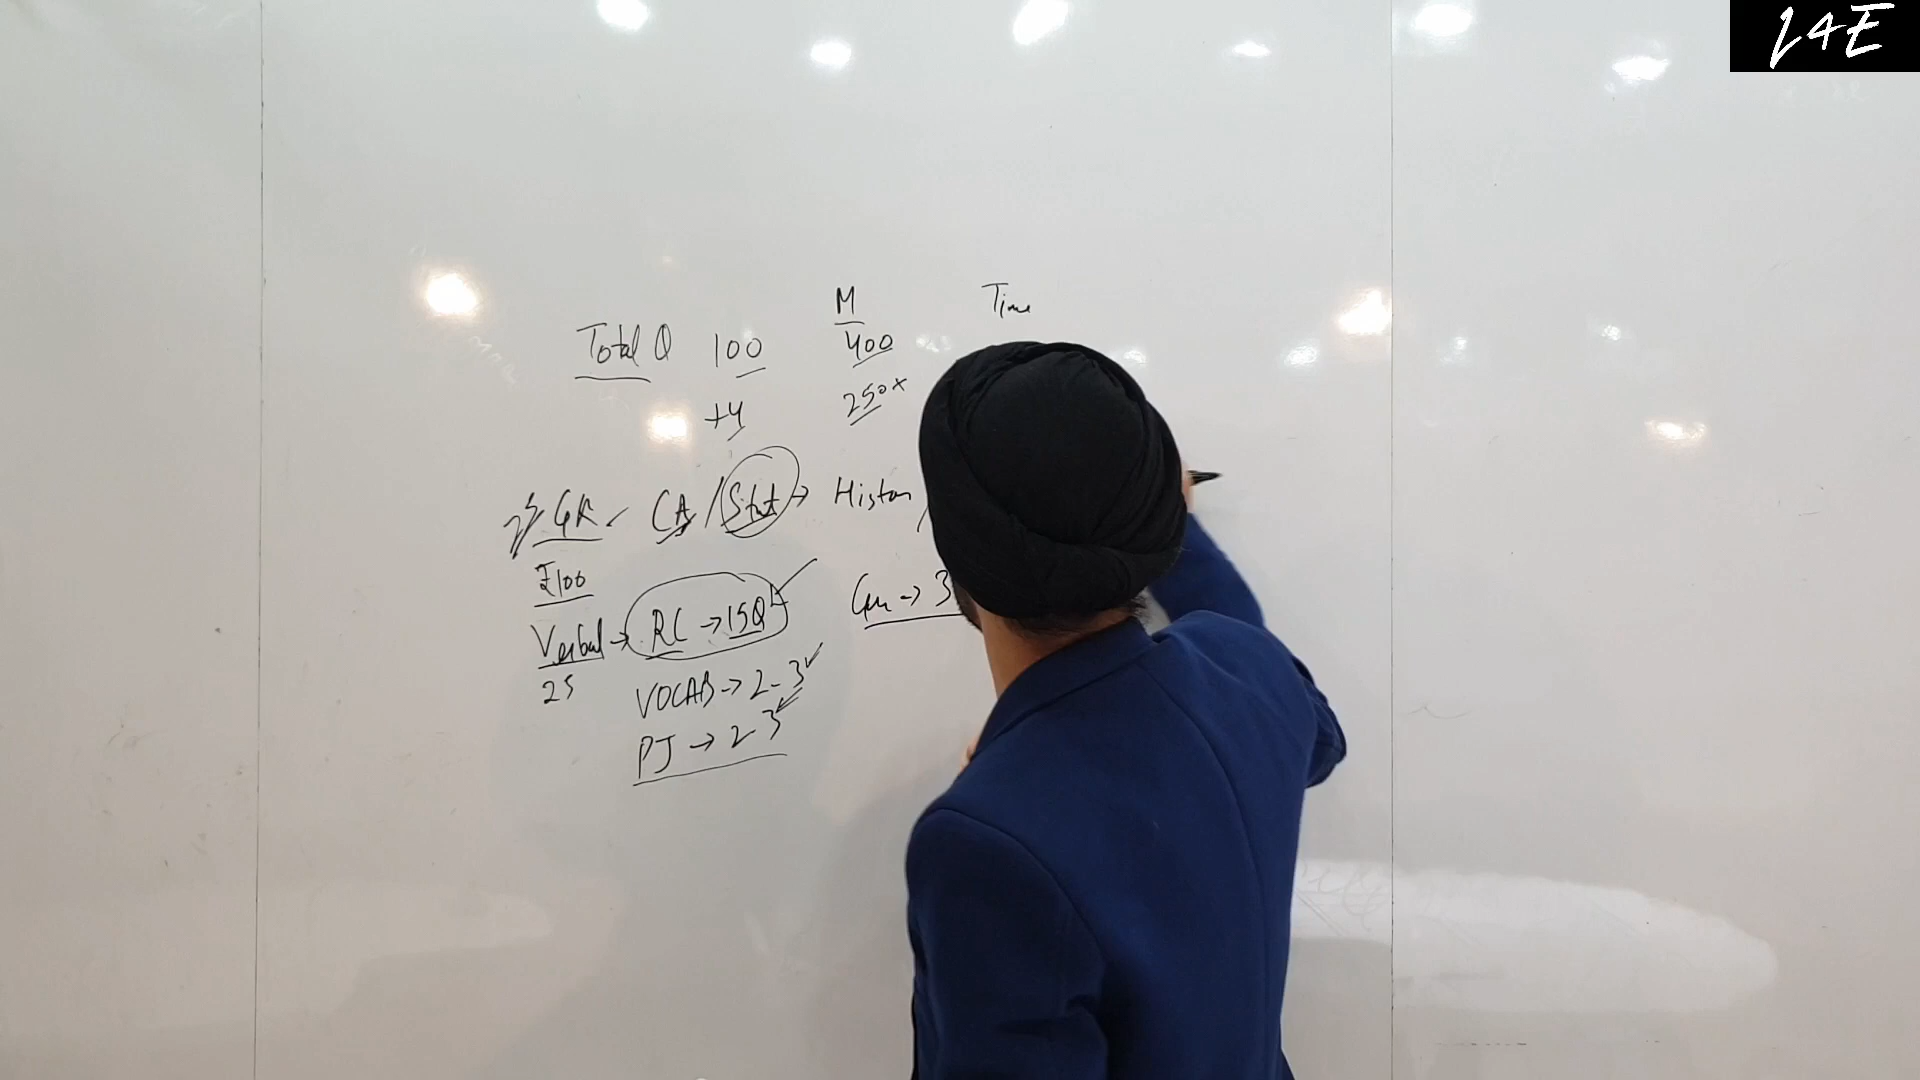 L4E
M Time
Total Q 100 400
+4 250+
25 GK CA / Stat → Histor
₹100
Verbal → RC → 15Q → 3
25 VOCAB → 2-3
PJ → 2 3